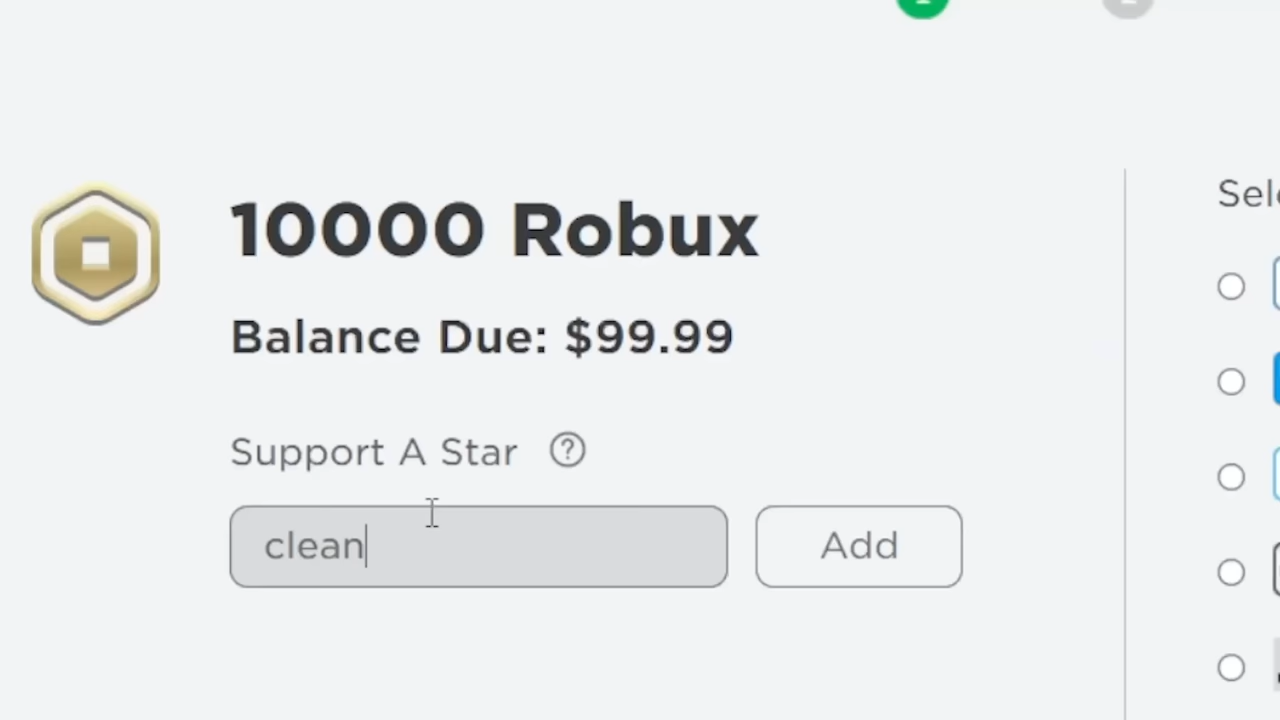 10000 Robux
Balance Due: $99.99
Support A Star ?
clean
Add